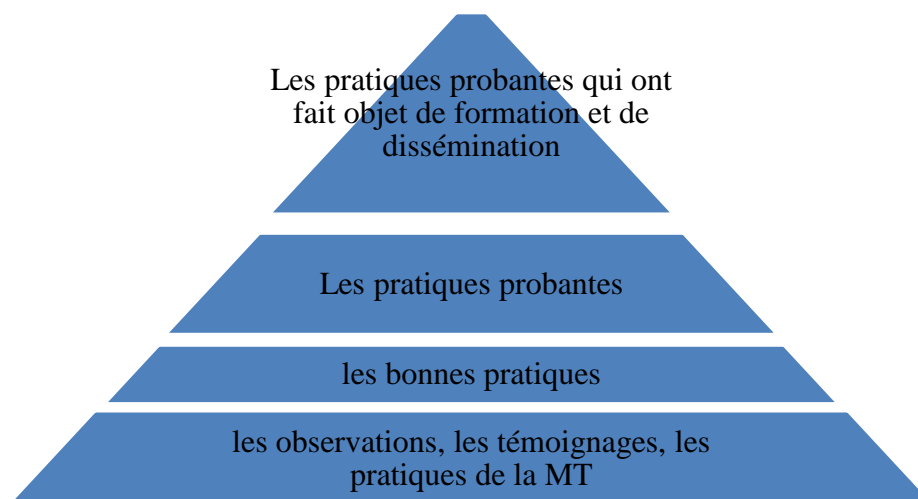 Les pratiques probantes qui ont
fait objet de formation et de
dissémination
Les pratiques probantes
les bonnes pratiques
les observations, les témoignages, les
pratiques de la MT